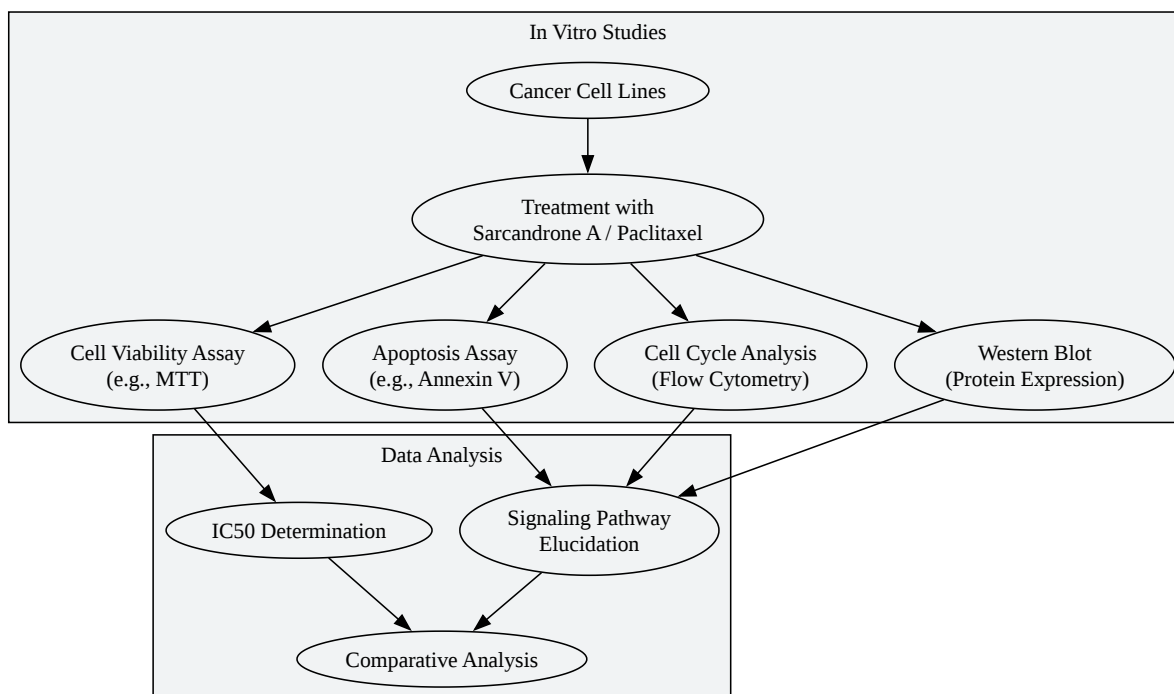 In Vitro Studies
Cancer Cell Lines
Treatment with
Sarcandrone A / Paclitaxel
Cell Viability Assay
(e.g., MTT)
Apoptosis Assay
(e.g., Annexin V)
Cell Cycle Analysis
(Flow Cytometry)
Western Blot
(Protein Expression)
Data Analysis
IC50 Determination
Signaling Pathway
Elucidation
Comparative Analysis